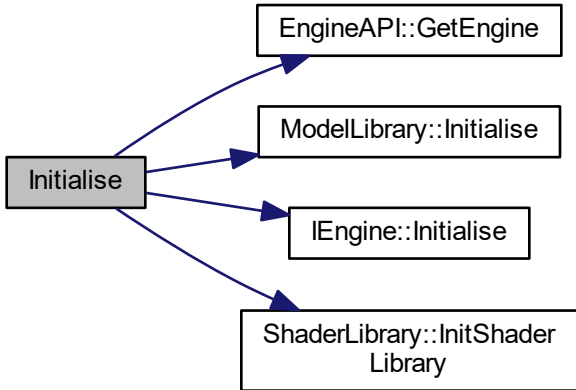 EngineAPI::GetEngine
ModelLibrary::Initialise
Initialise
IEngine::Initialise
ShaderLibrary::InitShader
Library